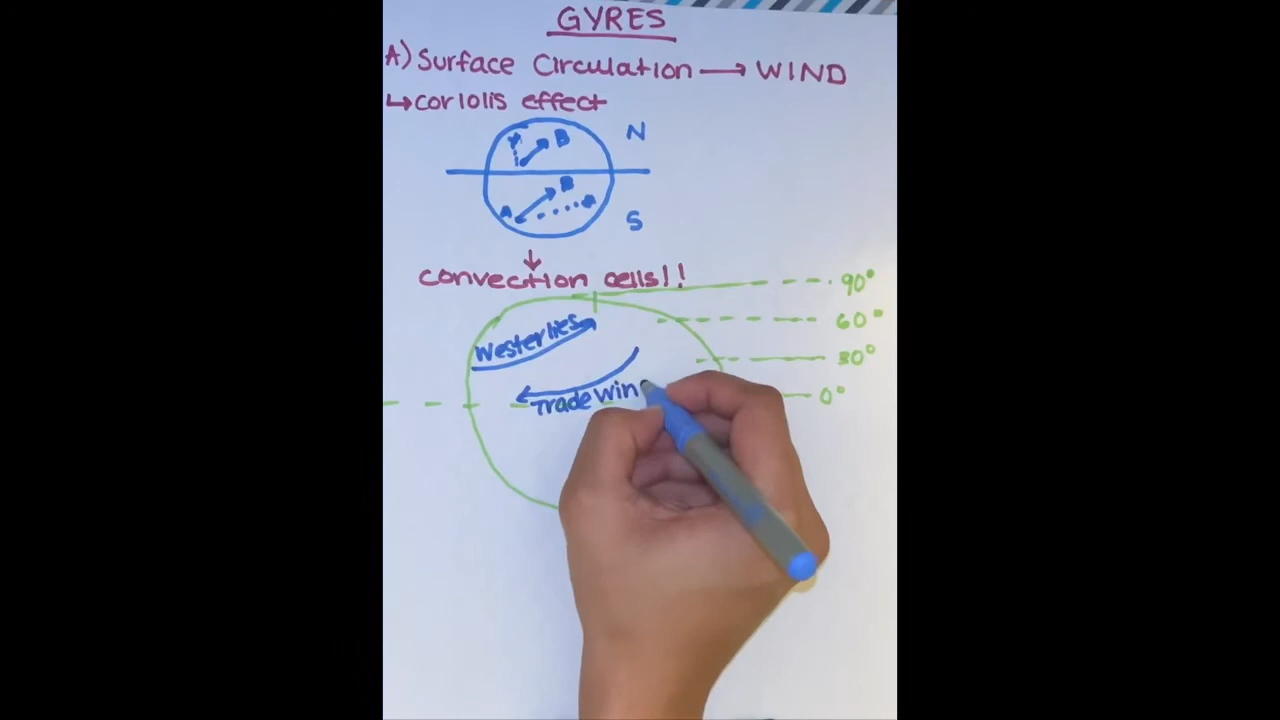 GYRES
A) Surface Circulation → WIND
↳ coriolis effect
Y B N
A B A S
↓
convection cells!!
90°
60°
Westerlies
30°
Trade Win
0°